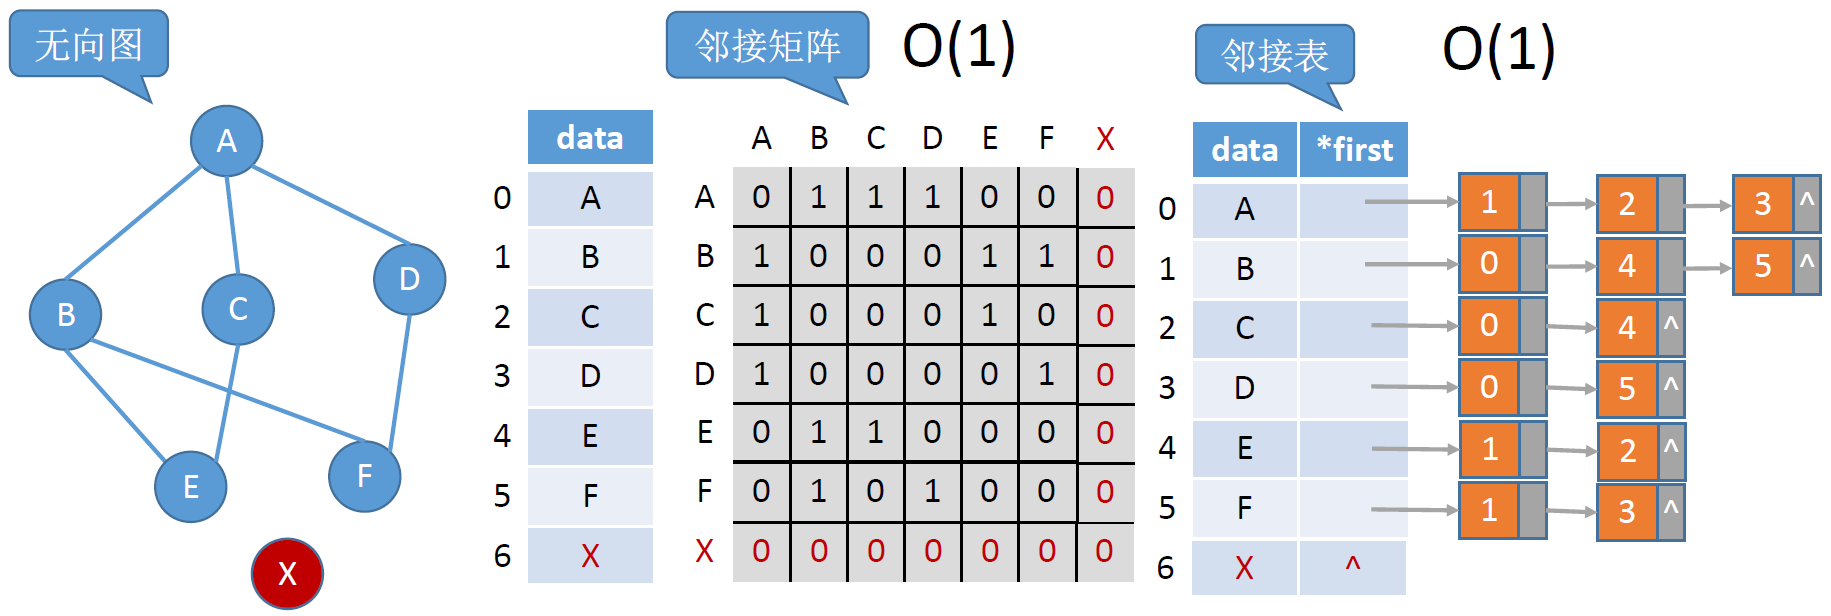 无向图
A
B
C
D
E
F
X
邻接矩阵
O(1)
data
0 A
1 B
2 C
3 D
4 E
5 F
6 X
A B C D E F X
A 0 1 1 1 0 0 0
B 1 0 0 0 1 1 0
C 1 0 0 0 1 0 0
D 1 0 0 0 0 1 0
E 0 1 1 0 0 0 0
F 0 1 0 1 0 0 0
X 0 0 0 0 0 0 0
邻接表
O(1)
data *first
0 A 1 2 3 ^
1 B 0 4 5 ^
2 C 0 4 ^
3 D 0 5 ^
4 E 1 2 ^
5 F 1 3 ^
6 X ^